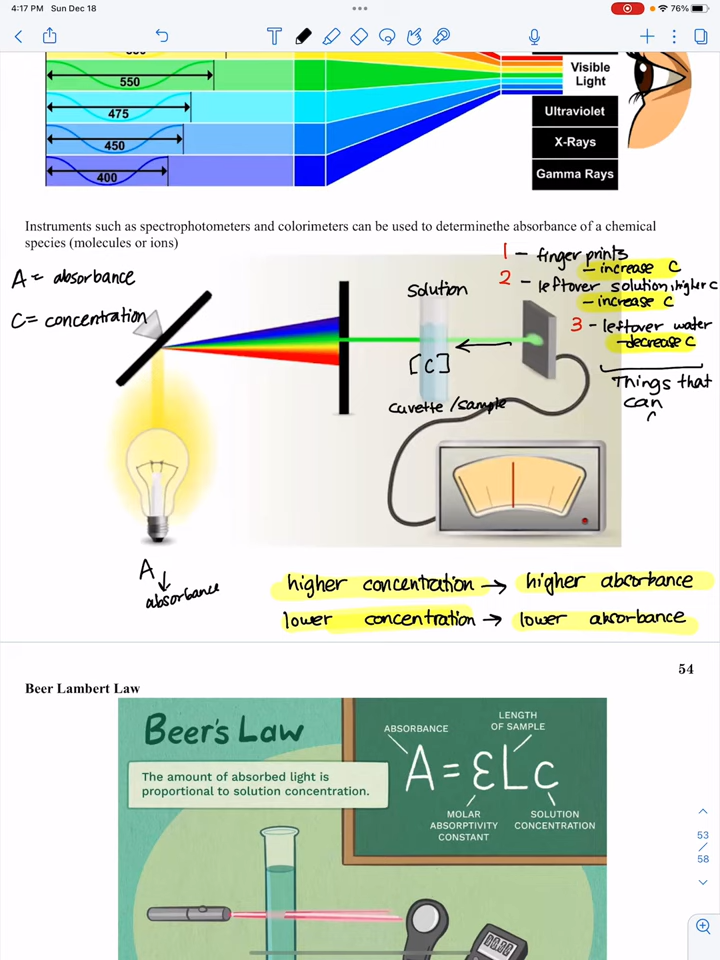 4:17 PM Sun Dec 18
76%
550
475
450
400
Visible
Light
Ultraviolet
X-Rays
Gamma Rays
Instruments such as spectrophotometers and colorimeters can be used to determinethe absorbance of a chemical
species (molecules or ions)
A = absorbance
C = concentration
1 - finger prints
- increase C
2 - leftover solution, higher C
- increase C
3 - leftover water
- decrease C
Things that
can
solution
[C]
cuvette / sample
A
absorbance
higher concentration → higher absorbance
lower concentration → lower absorbance
54
Beer Lambert Law
Beer's Law
The amount of absorbed light is
proportional to solution concentration.
ABSORBANCE
LENGTH
OF SAMPLE
A = εLc
MOLAR
ABSORPTIVITY
CONSTANT
SOLUTION
CONCENTRATION
53
/
58